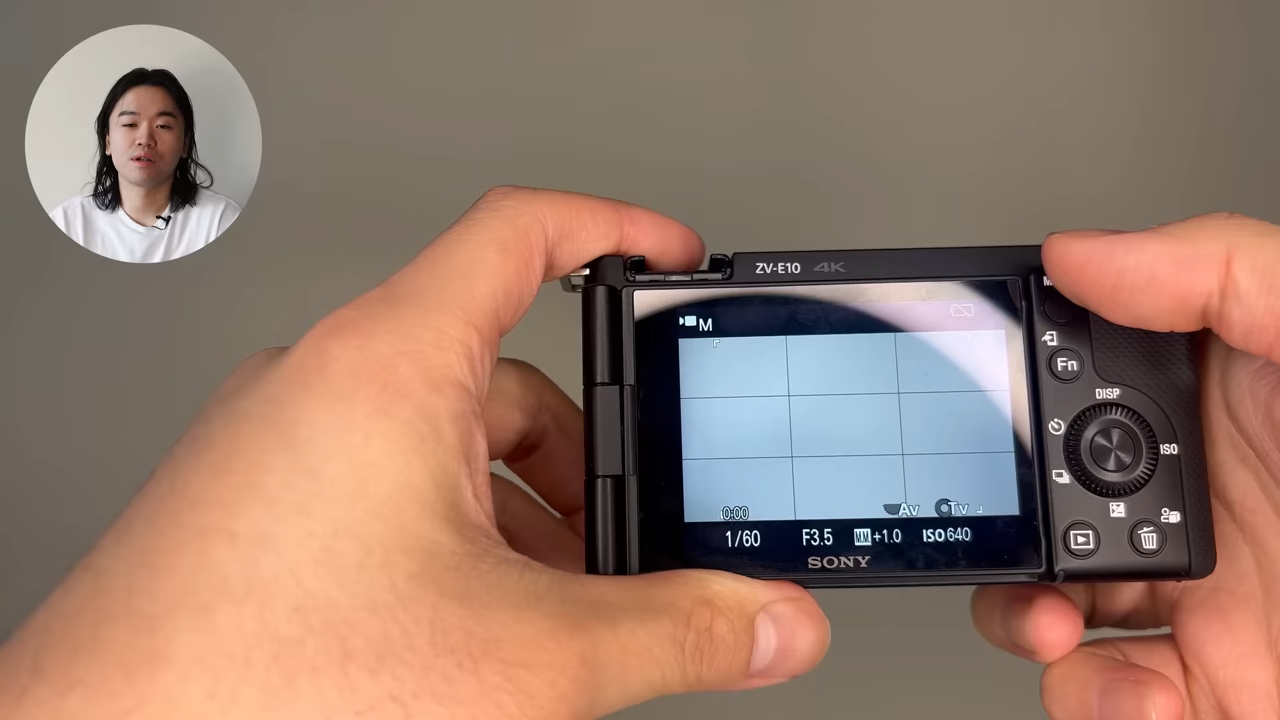 ZV-E10 4K
M
Fn
DISP
ISO
0:00
Av
Tv
1/60
F3.5
M.M.+1.0
ISO 640
SONY